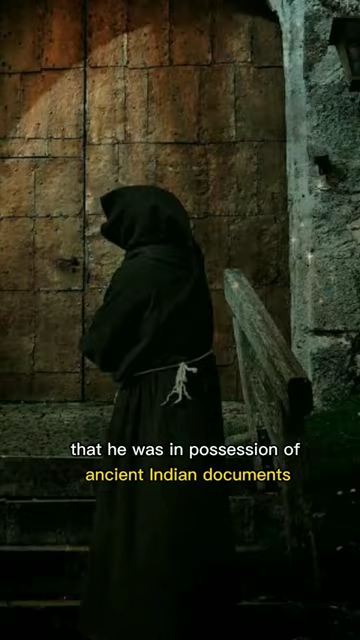 that he was in possession of
ancient Indian documents